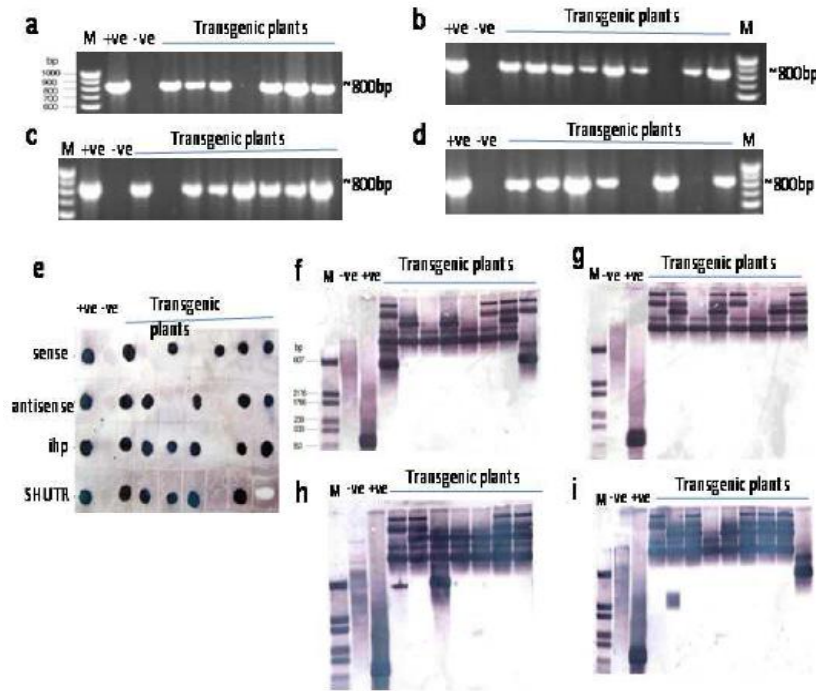 a
M +ve -ve Transgenic plants
bp
1000
900
800
700
600
~800bp
b
+ve -ve Transgenic plants M
~800bp
c
M +ve -ve Transgenic plants
~800bp
d
+ve -ve Transgenic plants M
~800bp
e
+ve -ve Transgenic
plants
sense
antisense
ihp
SHUTR
f
M -ve +ve Transgenic plants
bp
g
M -ve +ve Transgenic plants
h
M -ve +ve Transgenic plants
i
M -ve +ve Transgenic plants